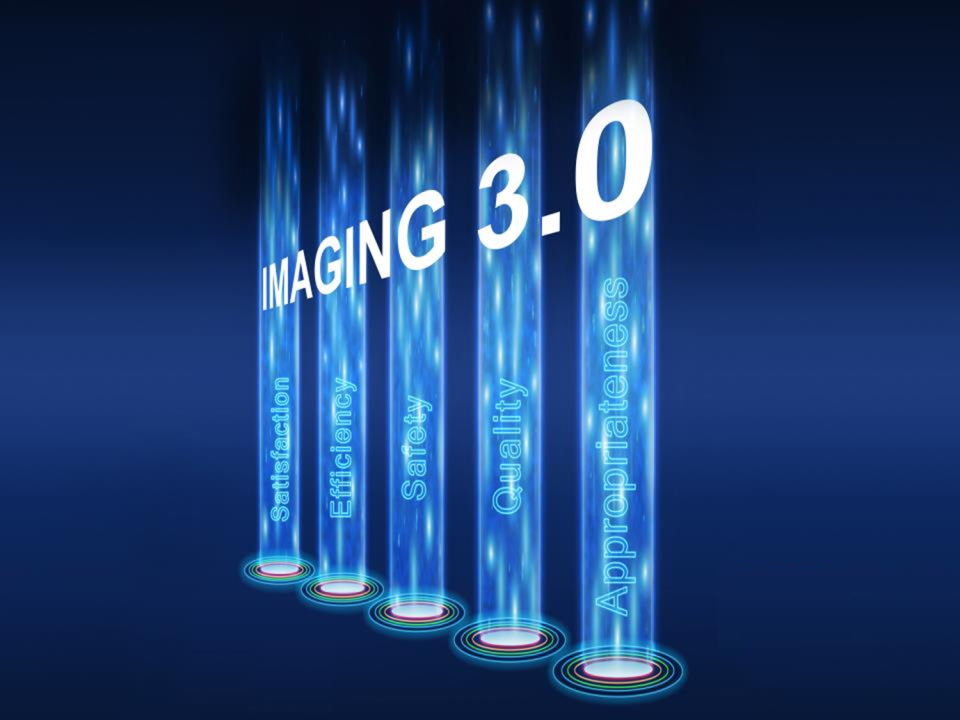 IMAGING 3.0
Satisfaction
Efficiency
Safety
Quality
Appropriateness